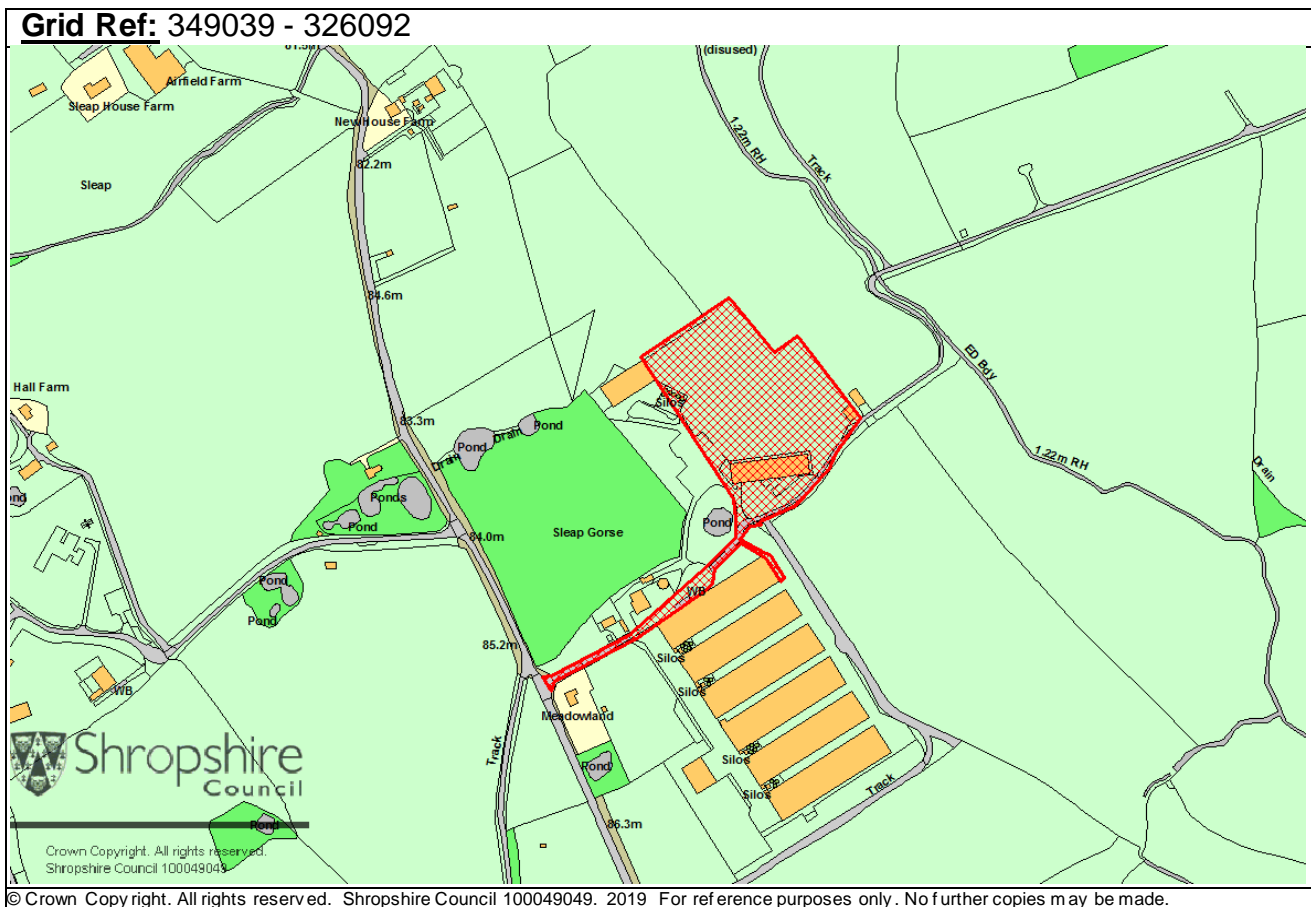 Grid Ref: 349039 - 326092
81.5m
(disused)
Airfield Farm
Sleap House Farm
New House Farm
1.22m RH
Track
82.2m
Sleap
84.6m
ED Bdy
Hall Farm
Silos
83.3m
Pond
Drain
Pond
Drain
1.22m RH
Drain
Ponds
Pond
Pond
84.0m
Sleap Gorse
Pond
Pond
WB
Pond
85.2m
Silos
WB
Silos
Meadowland
Track
Silos
Pond
Silos
Track
Shropshire
Council
Pond
86.3m
Crown Copyright. All rights reserved.
Shropshire Council 100049049
© Crown Copyright. All rights reserved. Shropshire Council 100049049. 2019 For reference purposes only. No further copies may be made.